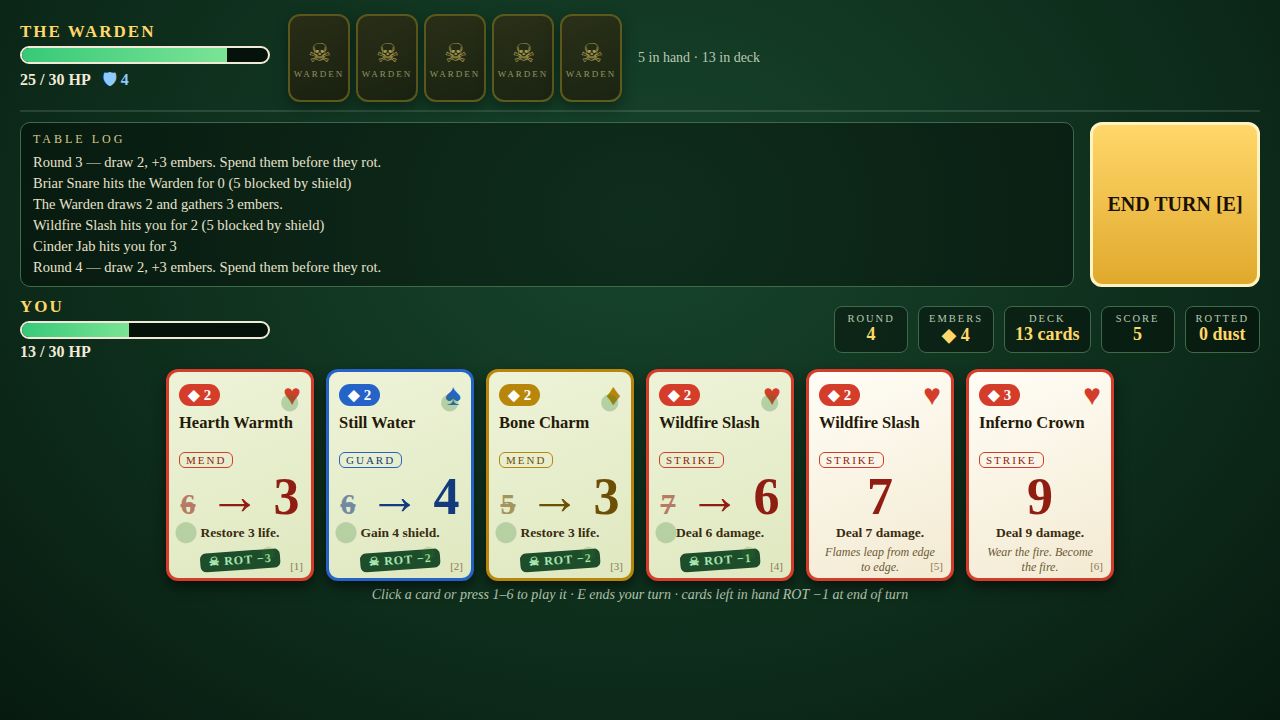 THE WARDEN
25 / 30 HP 4
WARDEN WARDEN WARDEN WARDEN WARDEN
5 in hand · 13 in deck
TABLE LOG
Round 3 — draw 2, +3 embers. Spend them before they rot.
Briar Snare hits the Warden for 0 (5 blocked by shield)
The Warden draws 2 and gathers 3 embers.
Wildfire Slash hits you for 2 (5 blocked by shield)
Cinder Jab hits you for 3
Round 4 — draw 2, +3 embers. Spend them before they rot.
END TURN [E]
YOU
13 / 30 HP
ROUND
4
EMBERS
◆ 4
DECK
13 cards
SCORE
5
ROTTED
0 dust
◆ 2 ♥
Hearth Warmth
MEND
6 → 3
Restore 3 life.
☠ ROT −3
[1]
◆ 2 ♠
Still Water
GUARD
6 → 4
Gain 4 shield.
☠ ROT −2
[2]
◆ 2 ♦
Bone Charm
MEND
5 → 3
Restore 3 life.
☠ ROT −2
[3]
◆ 2 ♥
Wildfire Slash
STRIKE
7 → 6
Deal 6 damage.
☠ ROT −1
[4]
◆ 2 ♥
Wildfire Slash
STRIKE
7
Deal 7 damage.
Flames leap from edge
to edge.
[5]
◆ 3 ♥
Inferno Crown
STRIKE
9
Deal 9 damage.
Wear the fire. Become
the fire.
[6]
Click a card or press 1–6 to play it · E ends your turn · cards left in hand ROT −1 at end of turn